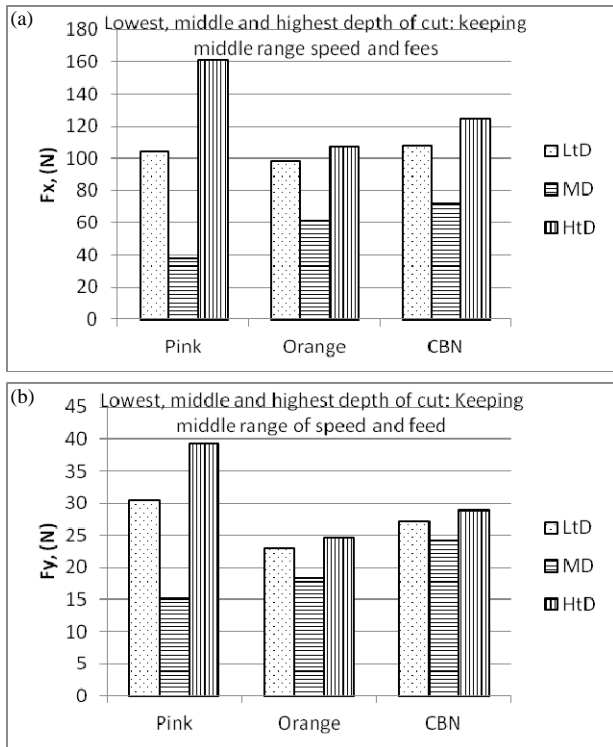 (a)
Lowest, middle and highest depth of cut: keeping
middle range speed and fees
180
160
140
120
100
80
60
40
20
0
Fx, (N)
Pink Orange CBN
LtD
MD
HtD
(b)
Lowest, middle and highest depth of cut: Keeping
middle range of speed and feed
45
40
35
30
25
20
15
10
5
0
Fy, (N)
Pink Orange CBN
LtD
MD
HtD